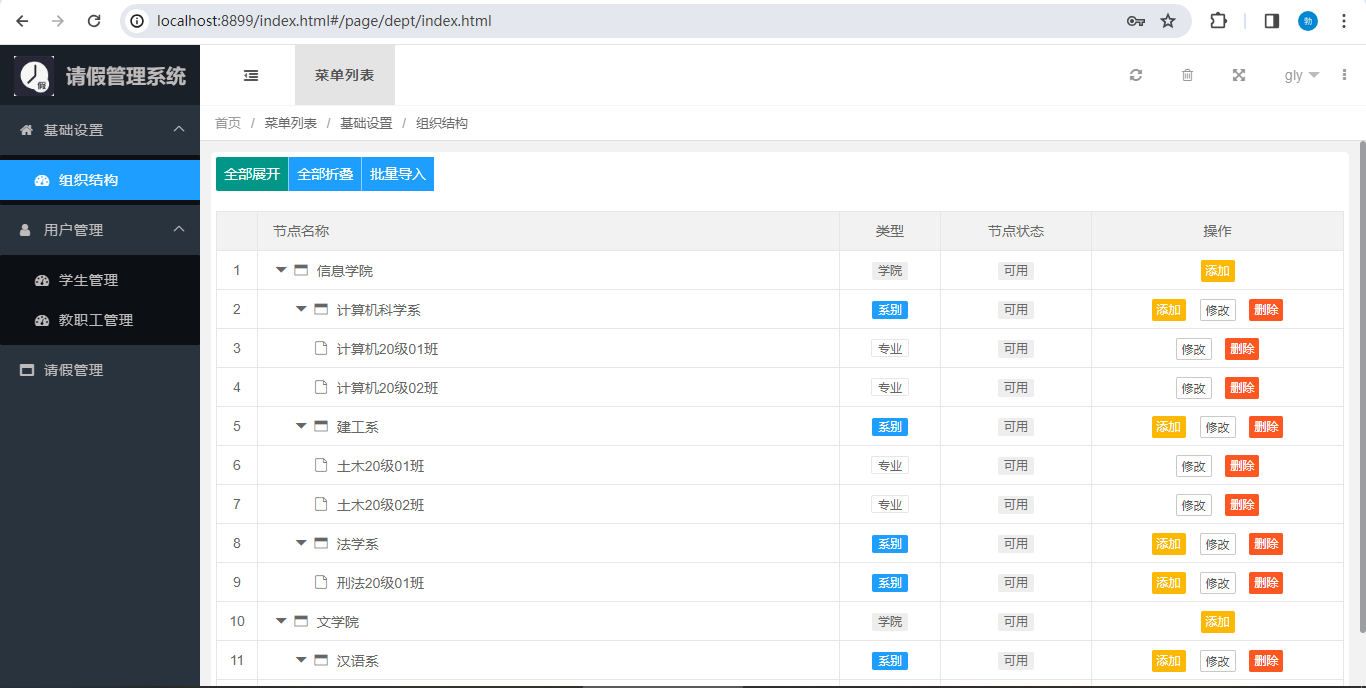 localhost:8899/index.html#/page/dept/index.html
勃
假
请假管理系统
菜单列表
gly
首页 / 菜单列表 / 基础设置 / 组织结构
基础设置
组织结构
用户管理
学生管理
教职工管理
请假管理
全部展开 全部折叠 批量导入
节点名称 类型 节点状态 操作
1 信息学院 学院 可用 添加
2 计算机科学系 系别 可用 添加 修改 删除
3 计算机20级01班 专业 可用 修改 删除
4 计算机20级02班 专业 可用 修改 删除
5 建工系 系别 可用 添加 修改 删除
6 土木20级01班 专业 可用 修改 删除
7 土木20级02班 专业 可用 修改 删除
8 法学系 系别 可用 添加 修改 删除
9 刑法20级01班 系别 可用 添加 修改 删除
10 文学院 学院 可用 添加
11 汉语系 系别 可用 添加 修改 删除